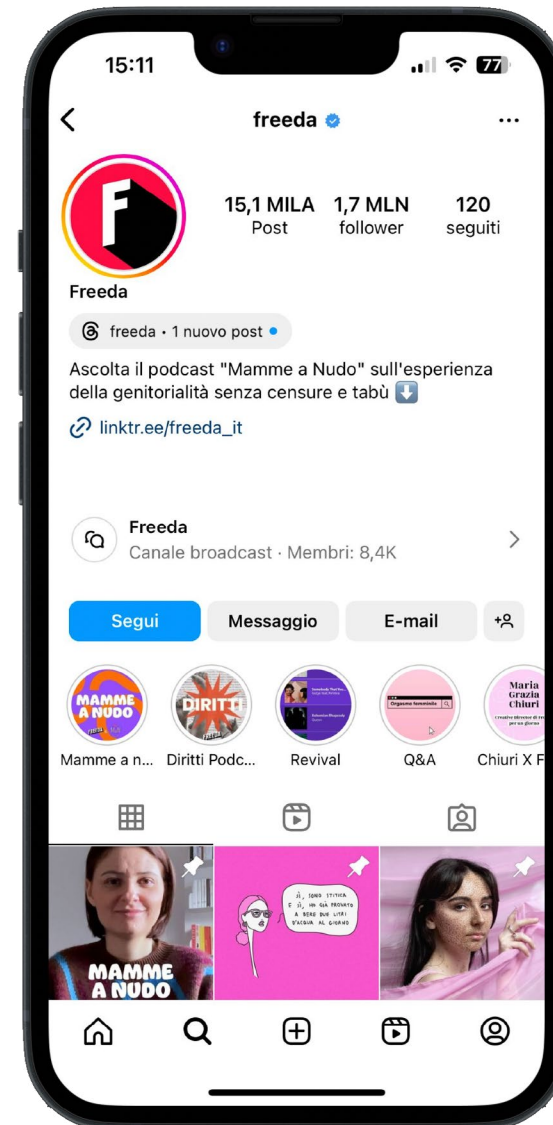 15:11
77
freeda
F
15,1 MILA 1,7 MLN 120
Post follower seguiti
Freeda
freeda • 1 nuovo post
Ascolta il podcast "Mamme a Nudo" sull'esperienza
della genitorialità senza censure e tabù
linktr.ee/freeda_it
Freeda
Canale broadcast · Membri: 8,4K
Segui Messaggio E-mail
MAMME
A NUDO
DIRITTI
FREEDA
Orgasmo femminile
Maria
Grazia
Chiuri
Mamme a n... Diritti Podc... Revival Q&A Chiuri X F
MAMME
A NUDO
SÌ, SONO STITICA
E SÌ, HO GIÀ PROVATO
A BERE DUE LITRI
D'ACQUA AL GIORNO